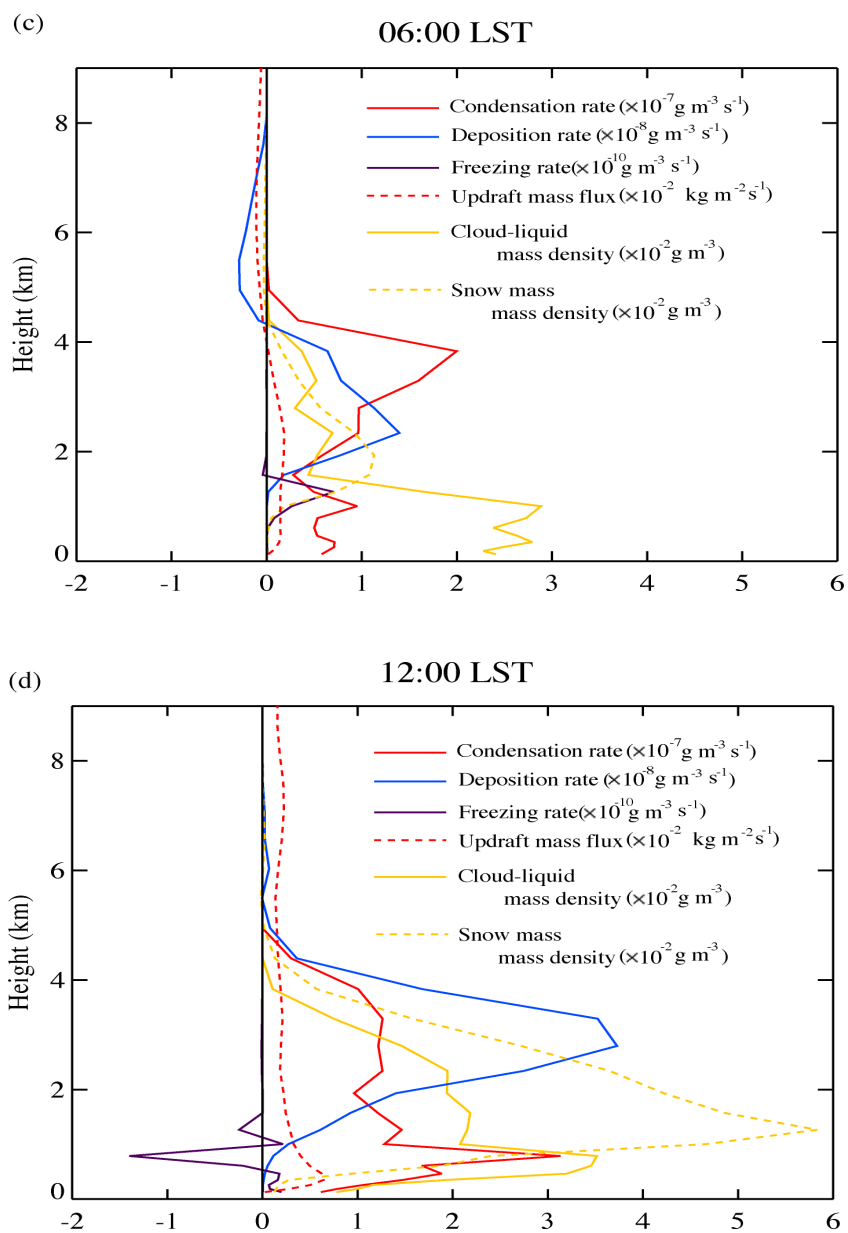 (c)
06:00 LST
Condensation rate (×10⁻⁷g m⁻³ s⁻¹)
8
Deposition rate (×10⁻⁸g m⁻³ s⁻¹)
Freezing rate(×10⁻¹⁰g m⁻³ s⁻¹)
Updraft mass flux (×10⁻² kg m⁻²s⁻¹)
6
Cloud-liquid
mass density (×10⁻²g m⁻³)
Snow mass
mass density (×10⁻²g m⁻³)
Height (km)
4
2
0
-2 -1 0 1 2 3 4 5 6
(d)
12:00 LST
Condensation rate (×10⁻⁷g m⁻³ s⁻¹)
8
Deposition rate (×10⁻⁸g m⁻³ s⁻¹)
Freezing rate(×10⁻¹⁰g m⁻³ s⁻¹)
Updraft mass flux (×10⁻² kg m⁻²s⁻¹)
6
Cloud-liquid
mass density (×10⁻²g m⁻³)
Snow mass
mass density (×10⁻²g m⁻³)
Height (km)
4
2
0
-2 -1 0 1 2 3 4 5 6